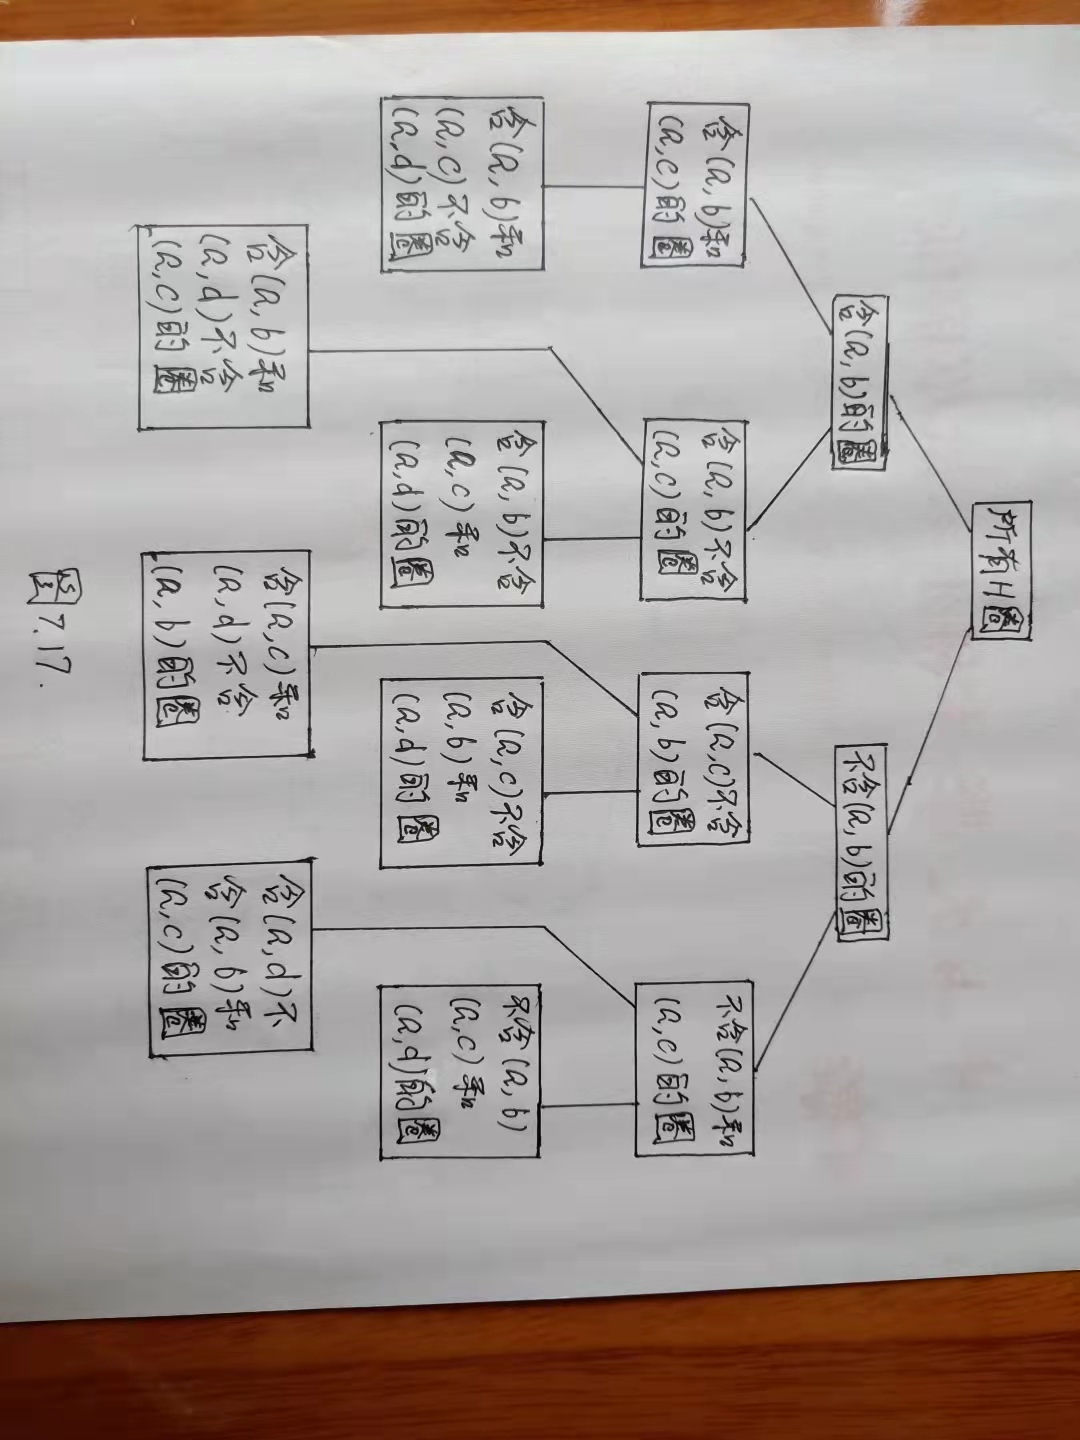 所有H圈
含(a,b)的圈
不含(a,b)的圈
含(a,b)和
(a,c)的圈
含(a,b)不含
(a,c)的圈
含(a,c)不含
(a,b)的圈
不含(a,b)和
(a,c)的圈
含(a,b)和
(a,c)不含
(a,d)的圈
含(a,b)不含
(a,c)和
(a,d)的圈
含(a,c)不含
(a,b)和
(a,d)的圈
不含(a,b)
(a,c)和
(a,d)的圈
含(a,b)和
(a,d)不含
(a,c)的圈
含(a,c)和
(a,d)不含
(a,b)的圈
含(a,d)不
含(a,b)和
(a,c)的圈
图7.17.